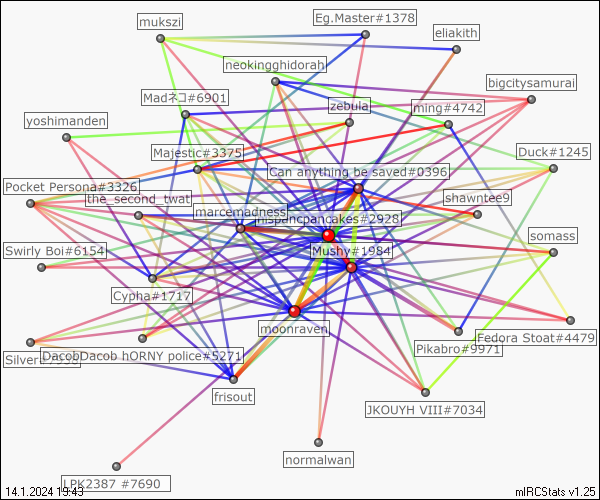 mukszi
Eg.Master#1378
eliakith
neokingghidorah
bigcitysamurai
Madネコ#6901
zebula
ming#4742
yoshimanden
Majestic#3375
Duck#1245
Can anything be saved#0396
Pocket Persona#3326
the_second_twat
shawntee9
marcemadness
hispancpancakes#2928
Swirly Boi#6154
Mushy#1984
somass
Cypha#1717
moonraven
Fedora Stoat#4479
Pikabro#9971
DacobDacob hORNY police#5271
frisout
JKOUYH VIII#7034
normalwan
LPK2387 #7690
14.1.2024 19:43
mIRCStats v1.25